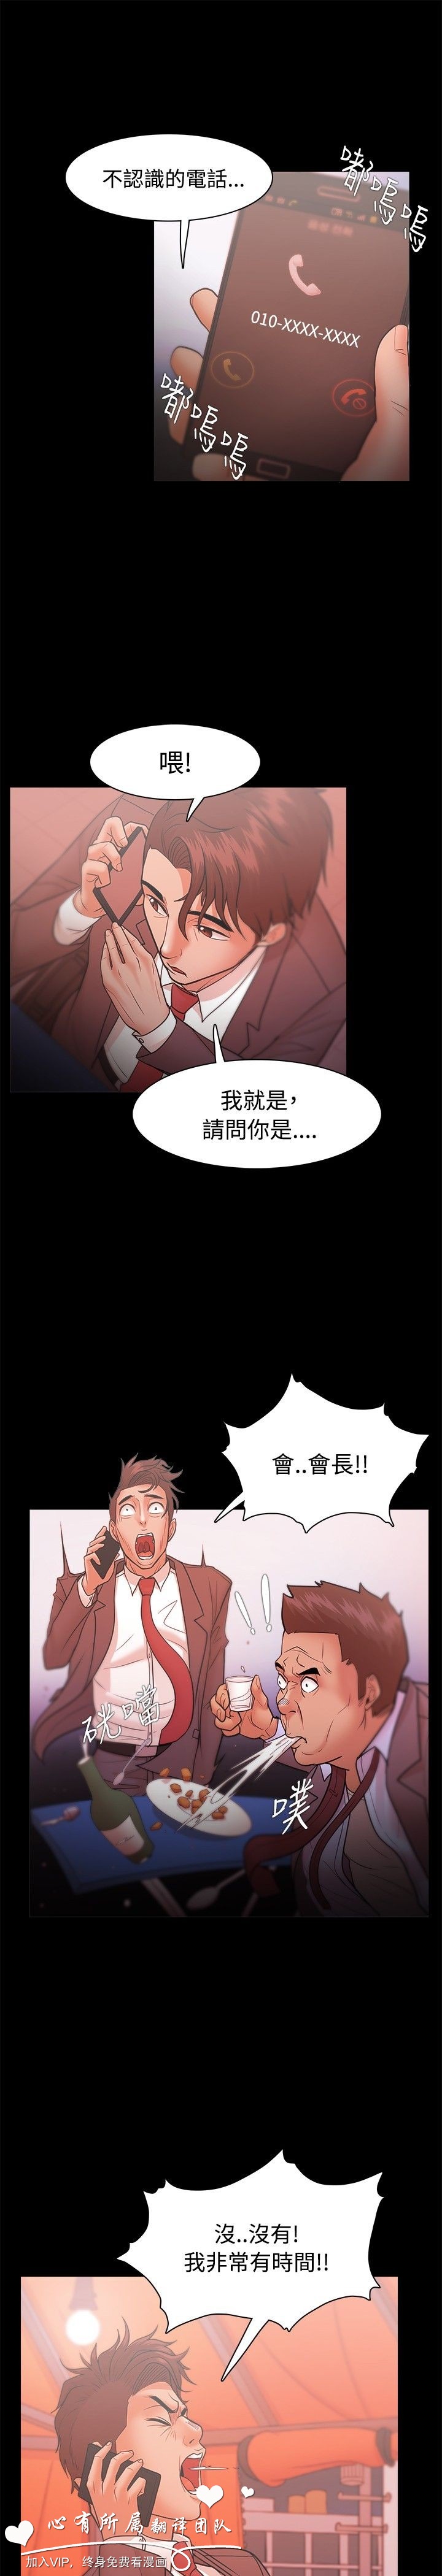 不認識的電話...
嘟嗚嗚
010-XXXX-XXXX
嘟嗚嗚
喂!
我就是,
請問你是....
會..會長!!
!!
砊噹
噗
沒..沒有!
我非常有時間!!
心有所属翻译团队
加入VIP，终身免费看漫画